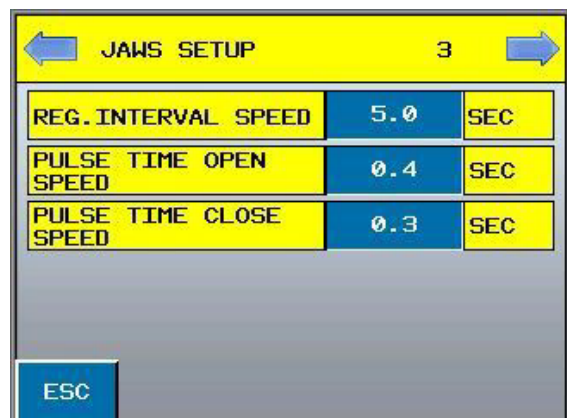 JAWS SETUP 3
REG.INTERVAL SPEED 5.0 SEC
PULSE TIME OPEN
SPEED 0.4 SEC
PULSE TIME CLOSE
SPEED 0.3 SEC
ESC